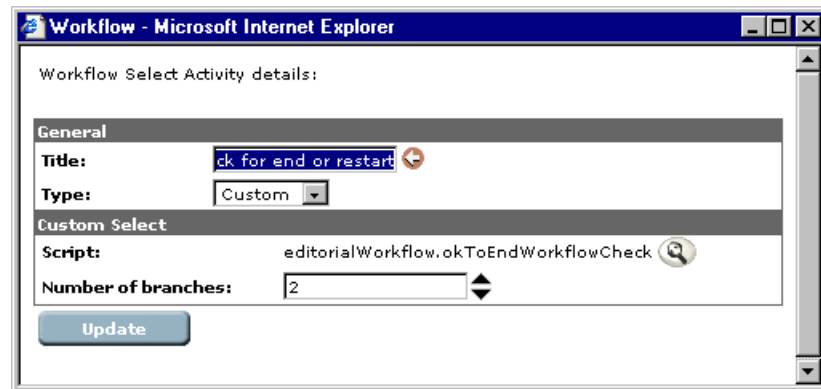 Workflow - Microsoft Internet Explorer
Workflow Select Activity details:
General
Title: ck for end or restart
Type: Custom
Custom Select
Script: editorialWorkflow.okToEndWorkflowCheck
Number of branches: 2
Update